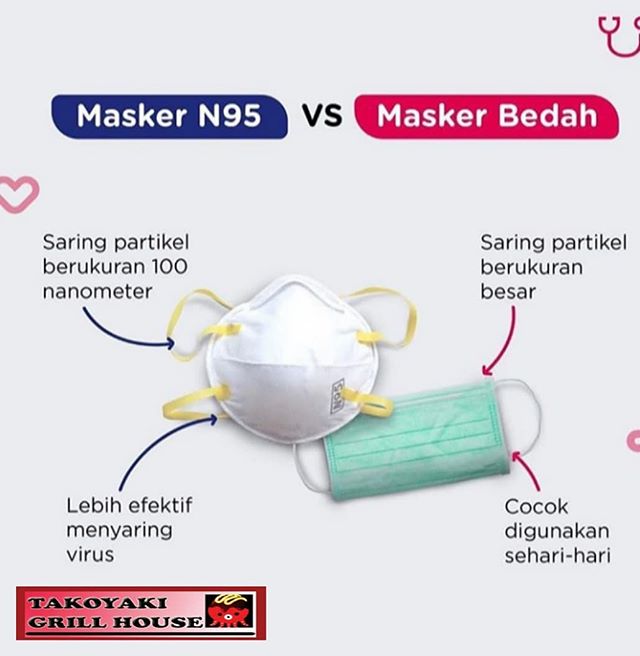 Masker N95 VS Masker Bedah
Saring partikel
berukuran 100
nanometer
Saring partikel
berukuran
besar
N95
Lebih efektif
menyaring
virus
Cocok
digunakan
sehari-hari
TAKOYAKI
GRILL HOUSE